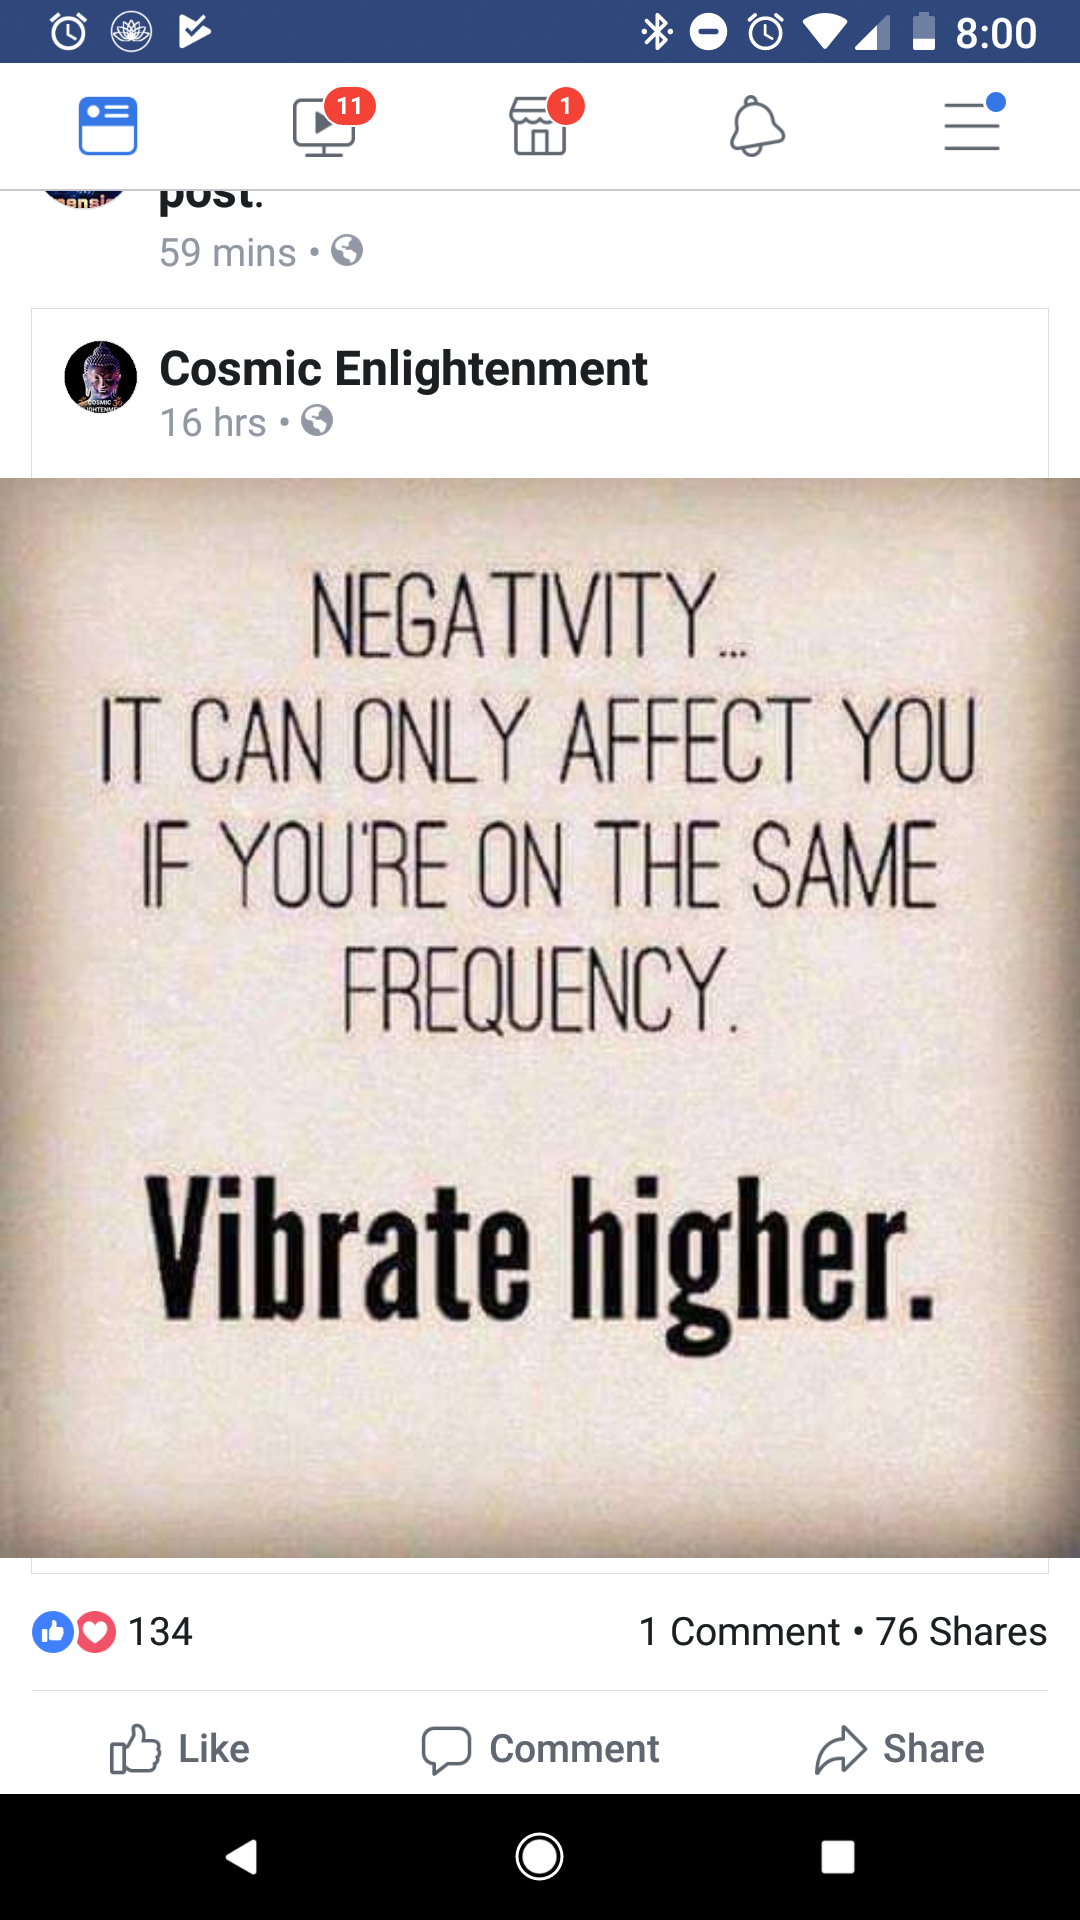 8:00
11
1
post.
59 mins •
Cosmic Enlightenment
16 hrs •
NEGATIVITY...
IT CAN ONLY AFFECT YOU
IF YOU'RE ON THE SAME
FREQUENCY.
Vibrate higher.
134
1 Comment • 76 Shares
Like
Comment
Share